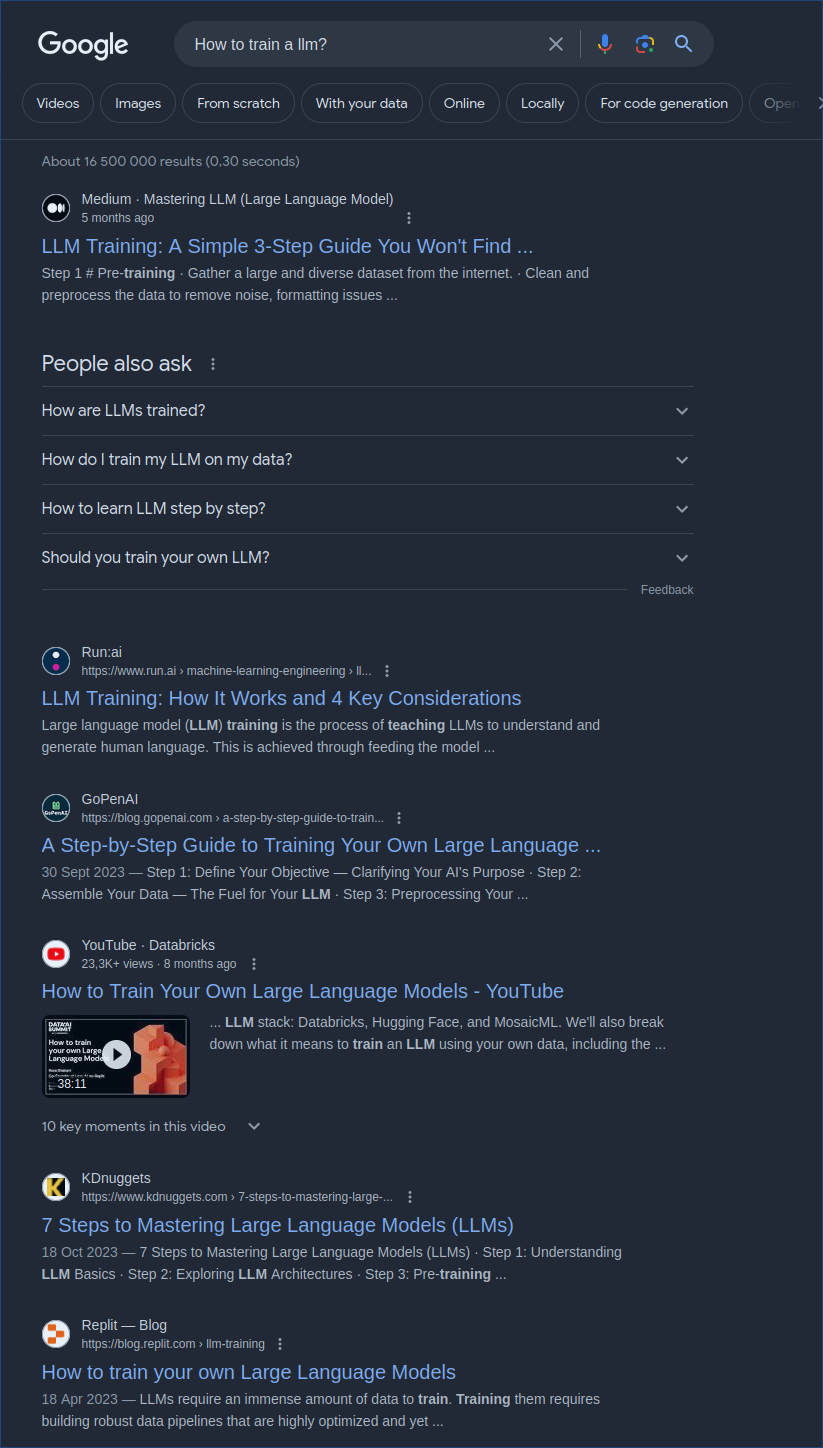 Google
How to train a llm?
Videos
Images
From scratch
With your data
Online
Locally
For code generation
Open
About 16 500 000 results (0,30 seconds)
Medium · Mastering LLM (Large Language Model)
5 months ago
LLM Training: A Simple 3-Step Guide You Won't Find ...
Step 1 # Pre-training · Gather a large and diverse dataset from the internet. · Clean and
preprocess the data to remove noise, formatting issues ...
People also ask
How are LLMs trained?
How do I train my LLM on my data?
How to learn LLM step by step?
Should you train your own LLM?
Feedback
Run:ai
https://www.run.ai › machine-learning-engineering › ll...
LLM Training: How It Works and 4 Key Considerations
Large language model (LLM) training is the process of teaching LLMs to understand and
generate human language. This is achieved through feeding the model ...
GoPenAI
GoPenAI
https://blog.gopenai.com › a-step-by-step-guide-to-train...
A Step-by-Step Guide to Training Your Own Large Language ...
30 Sept 2023 — Step 1: Define Your Objective — Clarifying Your AI's Purpose · Step 2:
Assemble Your Data — The Fuel for Your LLM · Step 3: Preprocessing Your ...
YouTube · Databricks
23,3K+ views · 8 months ago
How to Train Your Own Large Language Models - YouTube
DATA+AI
SUMMIT
How to train
your own Large
Language Models
38:11
... LLM stack: Databricks, Hugging Face, and MosaicML. We'll also break
down what it means to train an LLM using your own data, including the ...
10 key moments in this video
K
KDnuggets
https://www.kdnuggets.com › 7-steps-to-mastering-large-...
7 Steps to Mastering Large Language Models (LLMs)
18 Oct 2023 — 7 Steps to Mastering Large Language Models (LLMs) · Step 1: Understanding
LLM Basics · Step 2: Exploring LLM Architectures · Step 3: Pre-training ...
Replit — Blog
https://blog.replit.com › llm-training
How to train your own Large Language Models
18 Apr 2023 — LLMs require an immense amount of data to train. Training them requires
building robust data pipelines that are highly optimized and yet ...